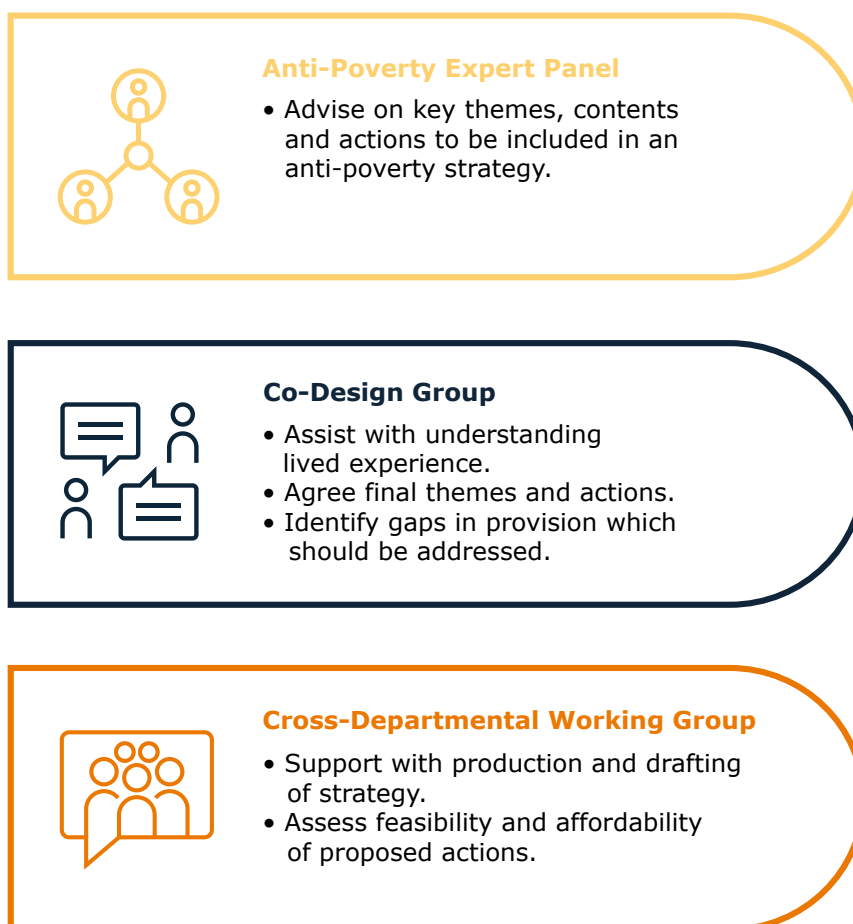 Anti-Poverty Expert Panel
• Advise on key themes, contents
and actions to be included in an
anti-poverty strategy.
Co-Design Group
• Assist with understanding
lived experience.
• Agree final themes and actions.
• Identify gaps in provision which
should be addressed.
Cross-Departmental Working Group
• Support with production and drafting
of strategy.
• Assess feasibility and affordability
of proposed actions.